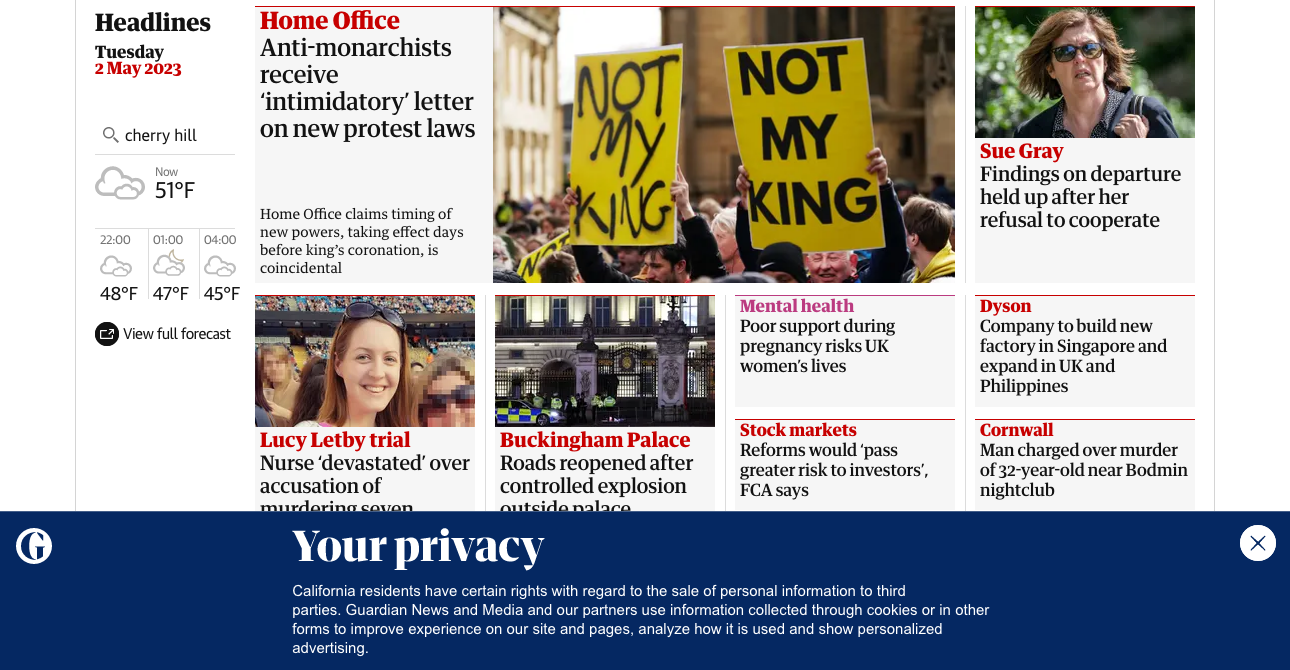 Headlines
Tuesday
2 May 2023
cherry hill
Now
51°F
22:00
01:00
04:00
48°F
47°F
45°F
View full forecast
Home Office
Anti-monarchists
receive
‘intimidatory’ letter
on new protest laws
Home Office claims timing of
new powers, taking effect days
before king’s coronation, is
coincidental
NOT
MY
KING
NOT
MY
KING
Sue Gray
Findings on departure
held up after her
refusal to cooperate
Lucy Letby trial
Nurse ‘devastated’ over
accusation of
murdering seven
Buckingham Palace
Roads reopened after
controlled explosion
outside palace
Mental health
Poor support during
pregnancy risks UK
women’s lives
Dyson
Company to build new
factory in Singapore and
expand in UK and
Philippines
Stock markets
Reforms would ‘pass
greater risk to investors’,
FCA says
Cornwall
Man charged over murder
of 32-year-old near Bodmin
nightclub
G
Your privacy
California residents have certain rights with regard to the sale of personal information to third
parties. Guardian News and Media and our partners use information collected through cookies or in other
forms to improve experience on our site and pages, analyze how it is used and show personalized
advertising.